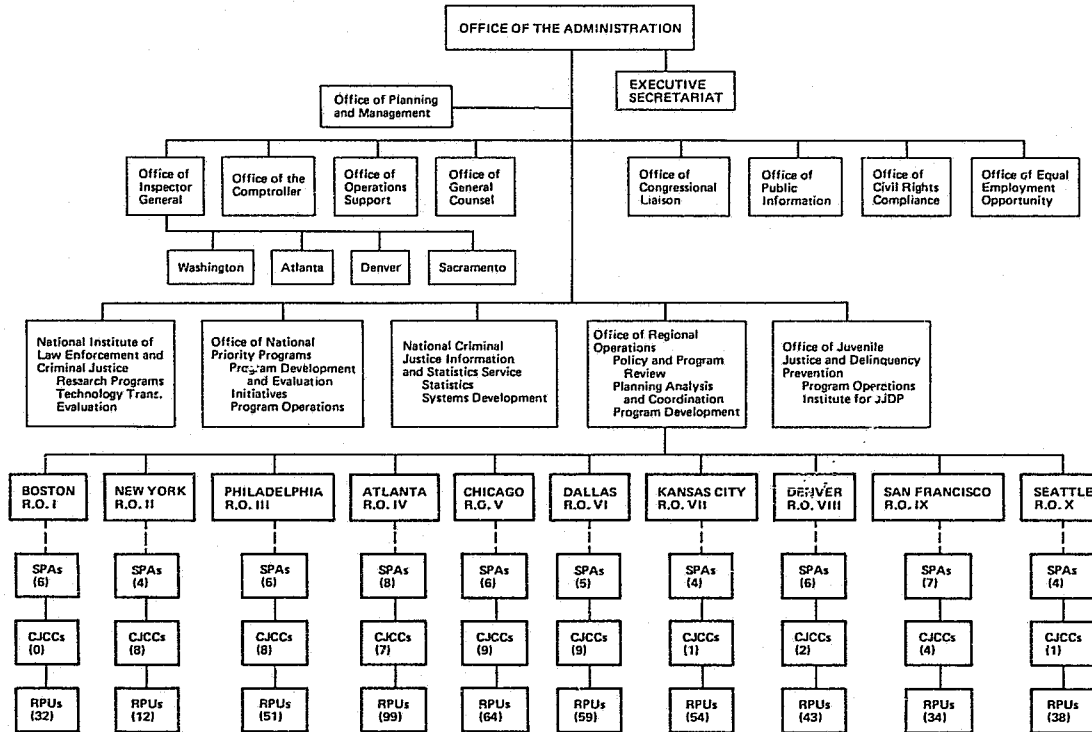 OFFICE OF THE ADMINISTRATION
EXECUTIVE
SECRETARIAT
Office of Planning
and Management
Office of
Inspector
General
Office of the
Comptroller
Office of
Operations
Support
Office of
General
Counsel
Office of
Congressional
Liaison
Office of
Public
Information
Office of
Civil Rights
Compliance
Office of Equal
Employment
Opportunity
Washington
Atlanta
Denver
Sacramento
National Institute of
Law Enforcement and
Criminal Justice
Research Programs
Technology Trans.
Evaluation
Office of National
Priority Programs
Program Development
and Evaluation
Initiatives
Program Operations
National Criminal
Justice Information
and Statistics Service
Statistics
Systems Development
Office of Regional
Operations
Policy and Program
Review
Planning Analysis
and Coordination
Program Development
Office of Juvenile
Justice and Delinquency
Prevention
Program Operations
Institute for JJDP
BOSTON
R.O. I
NEW YORK
R.O. II
PHILADELPHIA
R.O. III
ATLANTA
R.O. IV
CHICAGO
R.O. V
DALLAS
R.O. VI
KANSAS CITY
R.O. VII
DENVER
R.O. VIII
SAN FRANCISCO
R.O. IX
SEATTLE
R.O. X
SPAs
(6)
SPAs
(4)
SPAs
(6)
SPAs
(8)
SPAs
(6)
SPAs
(5)
SPAs
(4)
SPAs
(6)
SPAs
(7)
SPAs
(4)
CJCCs
(0)
CJCCs
(8)
CJCCs
(8)
CJCCs
(7)
CJCCs
(9)
CJCCs
(9)
CJCCs
(1)
CJCCs
(2)
CJCCs
(4)
CJCCs
(1)
RPUs
(32)
RPUs
(12)
RPUs
(51)
RPUs
(99)
RPUs
(64)
RPUs
(59)
RPUs
(54)
RPUs
(43)
RPUs
(34)
RPUs
(38)